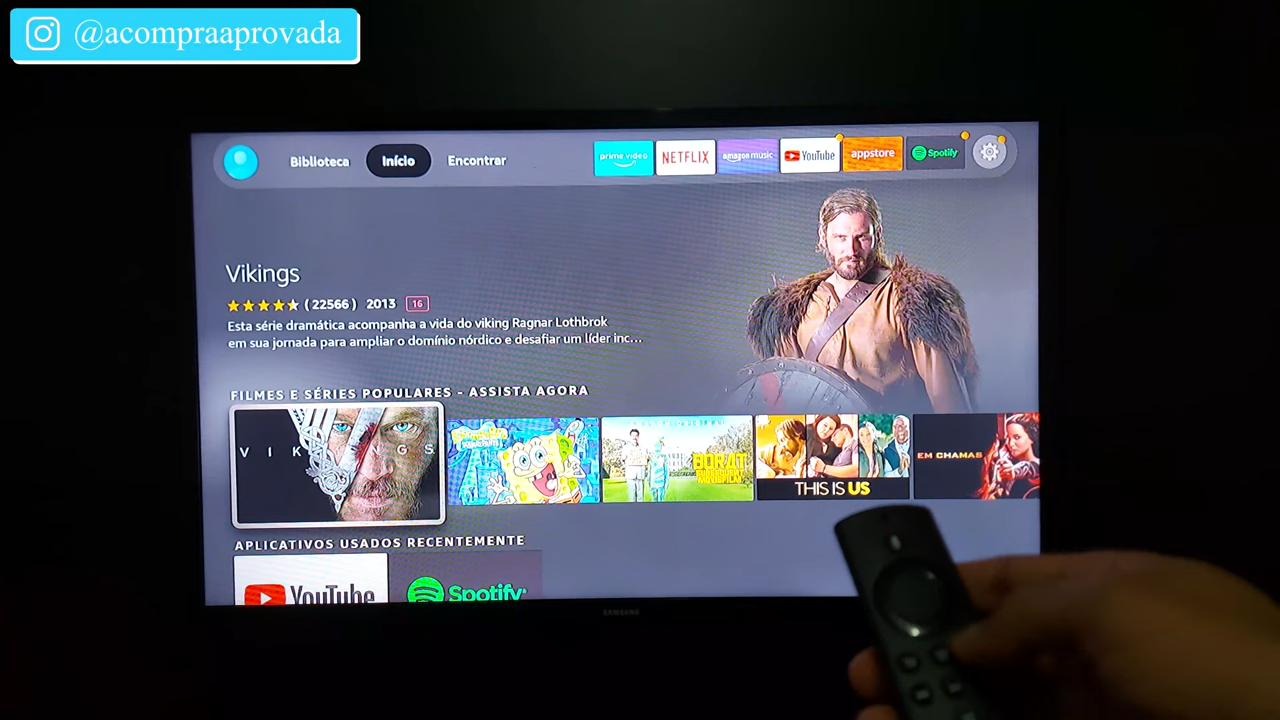 @acompraaprovada
Biblioteca Início Encontrar
prime video NETFLIX amazon music YouTube appstore Spotify
Vikings
(22566) 2013 16
Esta série dramática acompanha a vida do viking Ragnar Lothbrok
em sua jornada para ampliar o domínio nórdico e desafiar um líder inc...
FILMES E SÉRIES POPULARES - ASSISTA AGORA
VIKINGS
BORAT
THIS IS US
EM CHAMAS
APLICATIVOS USADOS RECENTEMENTE
YouTube Spotify
SAMSUNG